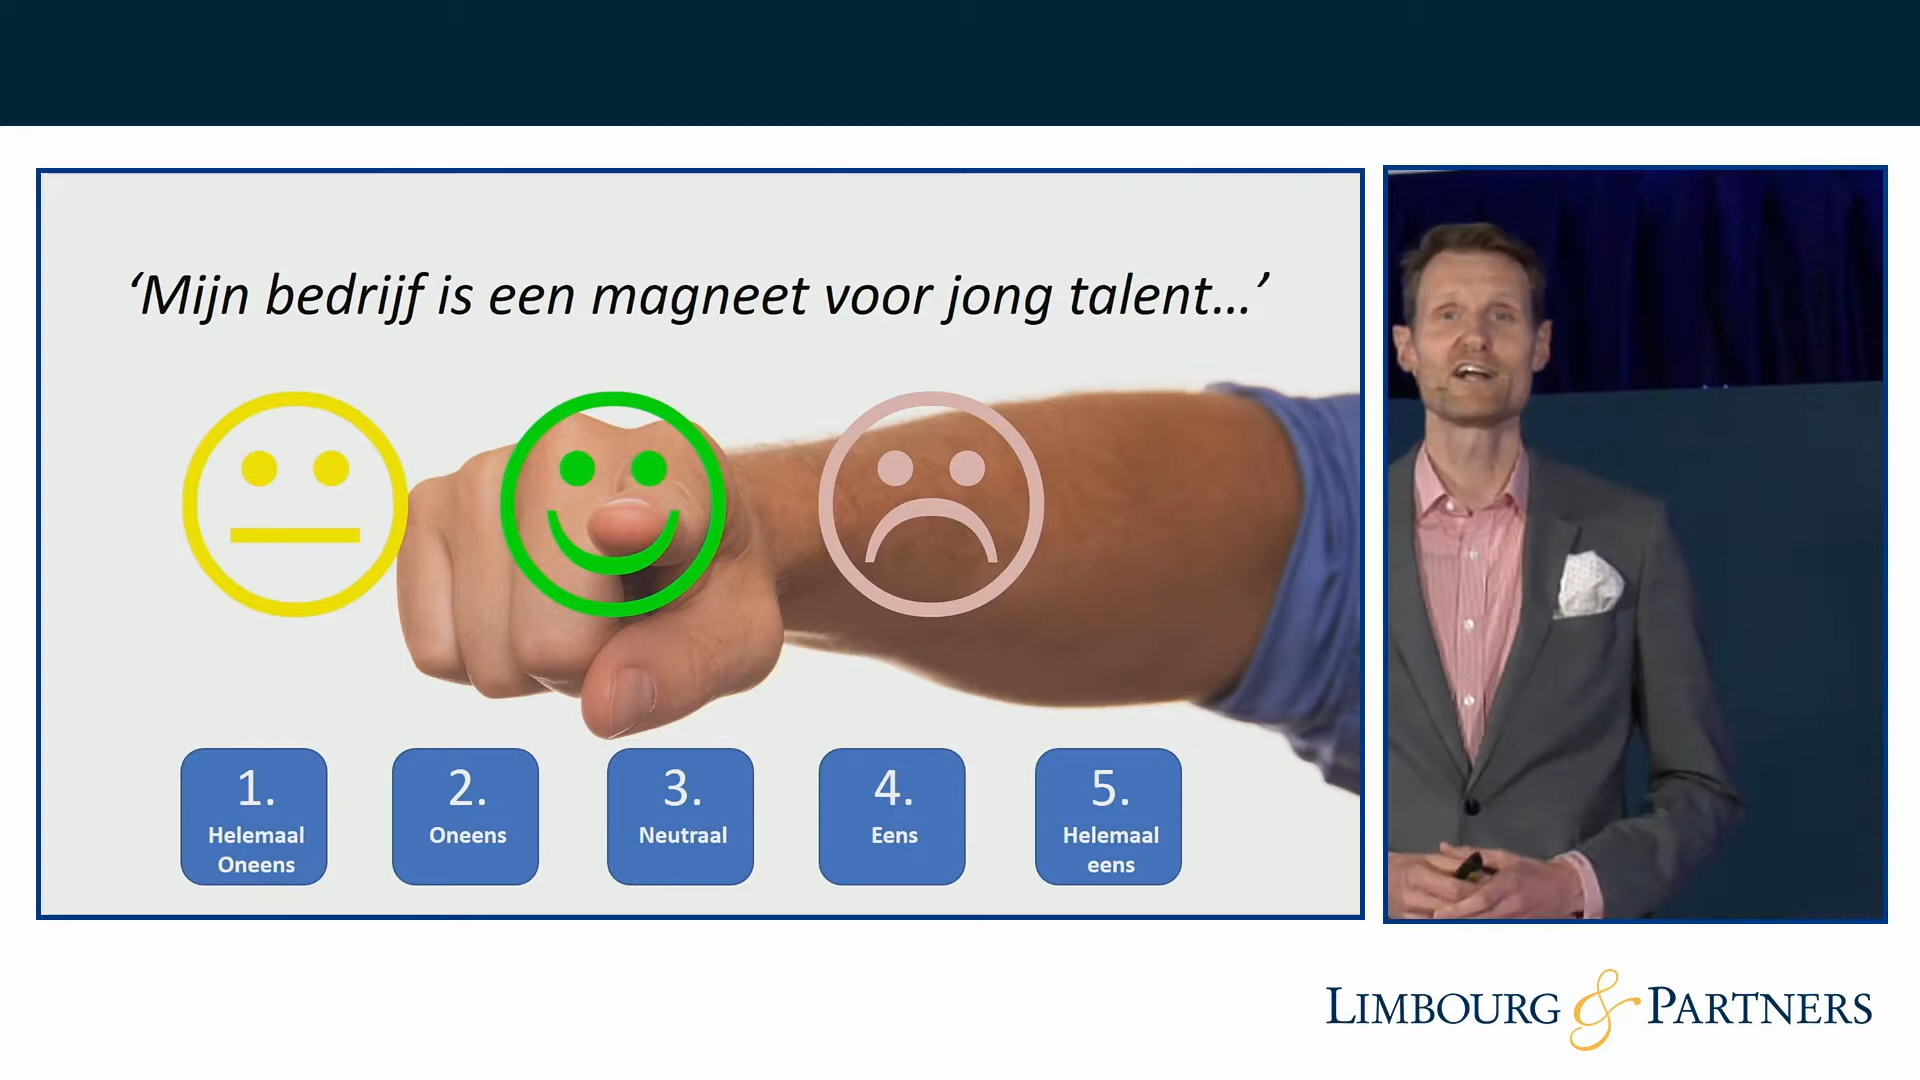 ‘Mijn bedrijf is een magneet voor jong talent...’
1.
Helemaal
Oneens
2.
Oneens
3.
Neutraal
4.
Eens
5.
Helemaal
eens
LIMBOURG & PARTNERS